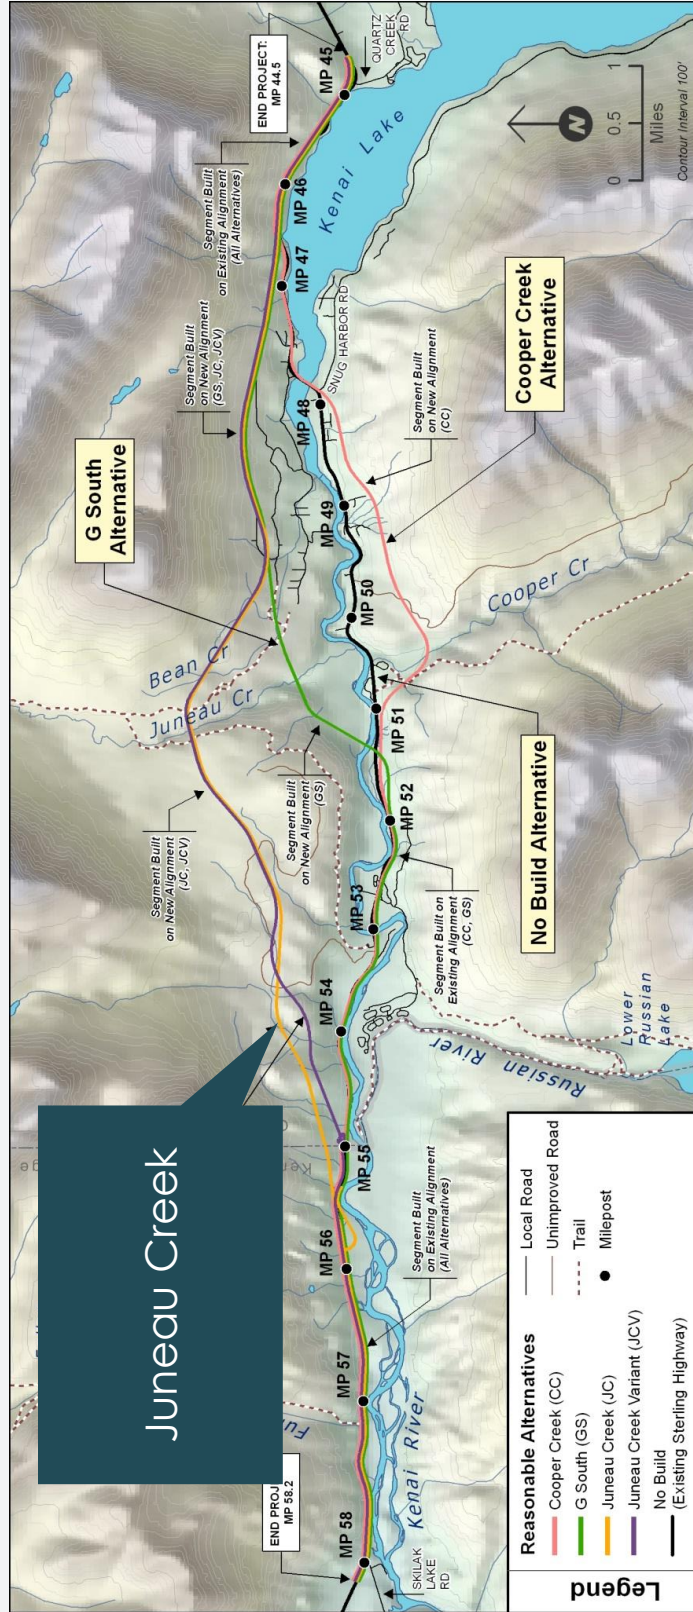 Juneau Creek
END PROJECT:
MP 44.5
QUARTZ
CREEK
RD
MP 45
MP 46
MP 47
MP 48
MP 49
MP 50
MP 51
MP 52
MP 53
MP 54
MP 55
MP 56
MP 57
MP 58
Segment Built
on Existing Alignment
(All Alternatives)
Segment Built
on New Alignment
(GS, JC, JCV)
G South
Alternative
Bean Cr
Juneau Cr
Segment Built
on New Alignment
(JC, JCV)
Segment Built
on New Alignment
(GS)
Kenai Lake
SNUG HARBOR RD
Segment Built
on New Alignment
(CC)
Cooper Creek
Alternative
Cooper Cr
No Build Alternative
Segment Built on
Existing Alignment
(CC, GS)
Russian River
Lower
Russian
Lake
Segment Built
on Existing Alignment
(All Alternatives)
Kenai River
SKILAK
LAKE
RD
END PROJE
MP 58.2
N
0 0.5 1
Miles
Contour Interval 100'
Legend
Reasonable Alternatives
Cooper Creek (CC)
G South (GS)
Juneau Creek (JC)
Juneau Creek Variant (JCV)
No Build
(Existing Sterling Highway)
Local Road
Unimproved Road
Trail
Milepost